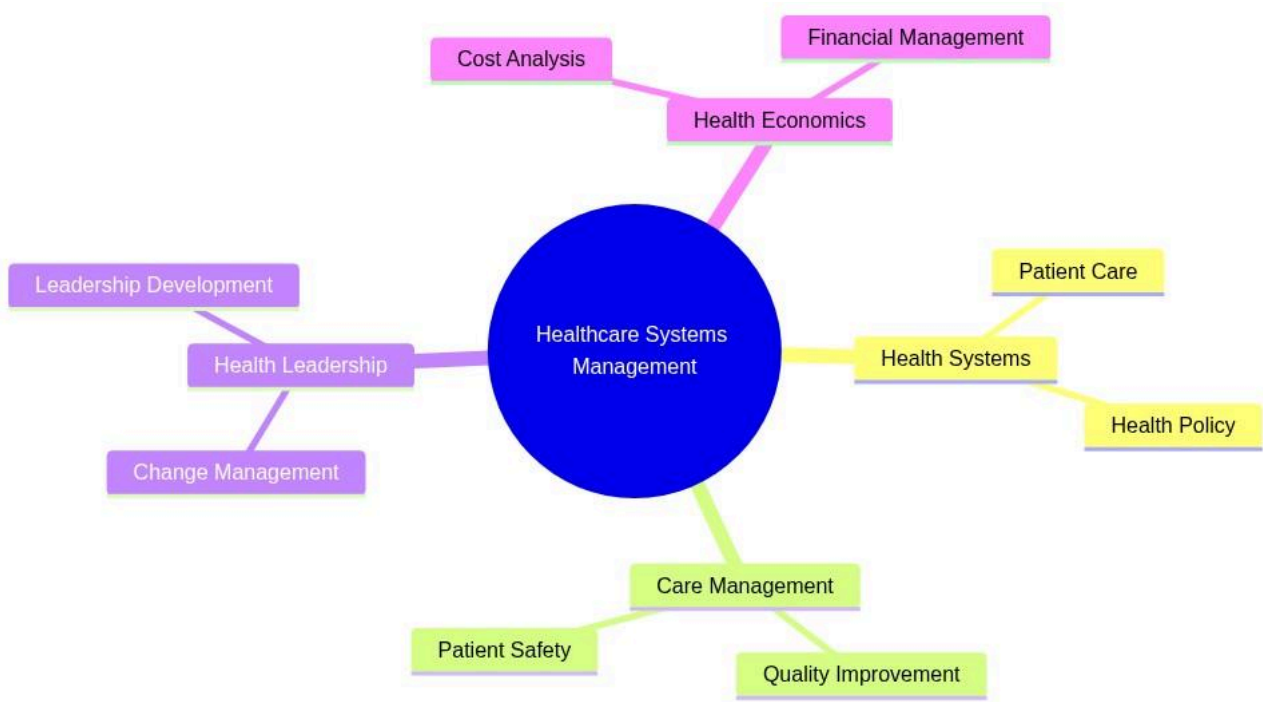 Financial Management
Cost Analysis
Health Economics
Patient Care
Leadership Development
Healthcare Systems
Management
Health Systems
Health Leadership
Health Policy
Change Management
Care Management
Patient Safety
Quality Improvement